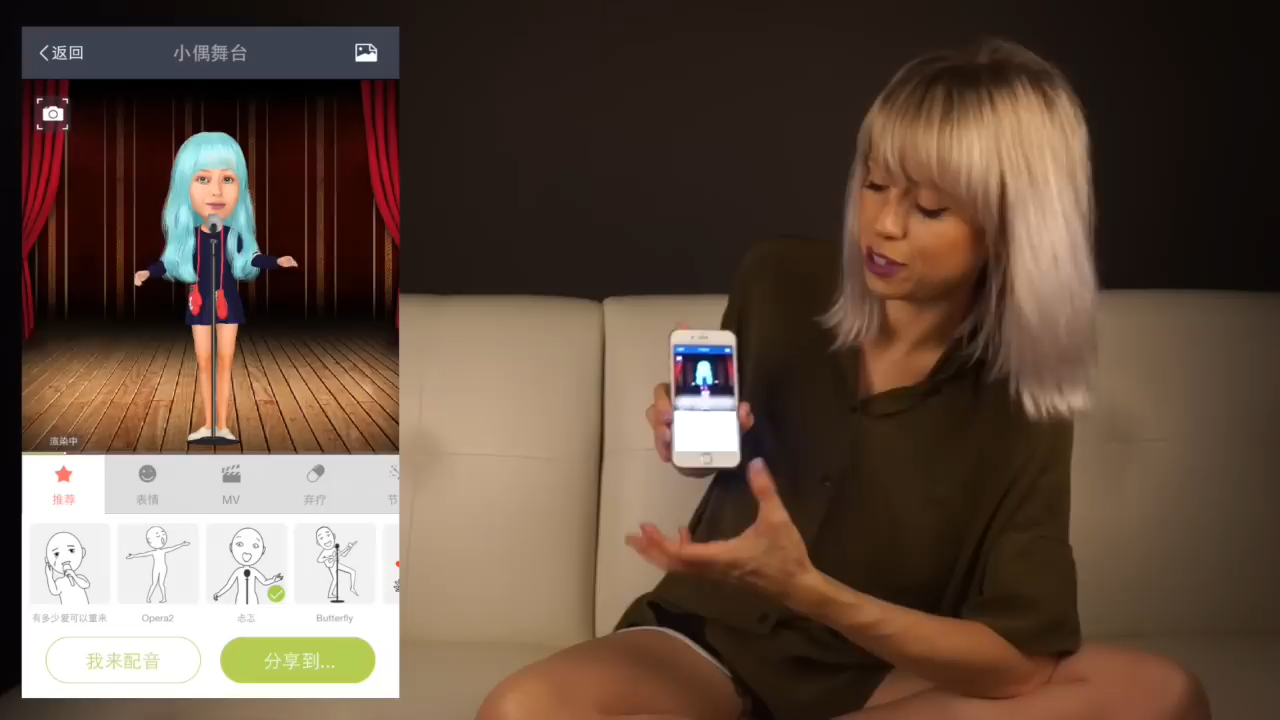 返回
小偶舞台
渲染中
推荐
表情
MV
弃疗
节
有多少爱可以重来
Opera2
忐忑
Butterfly
我来配音
分享到...